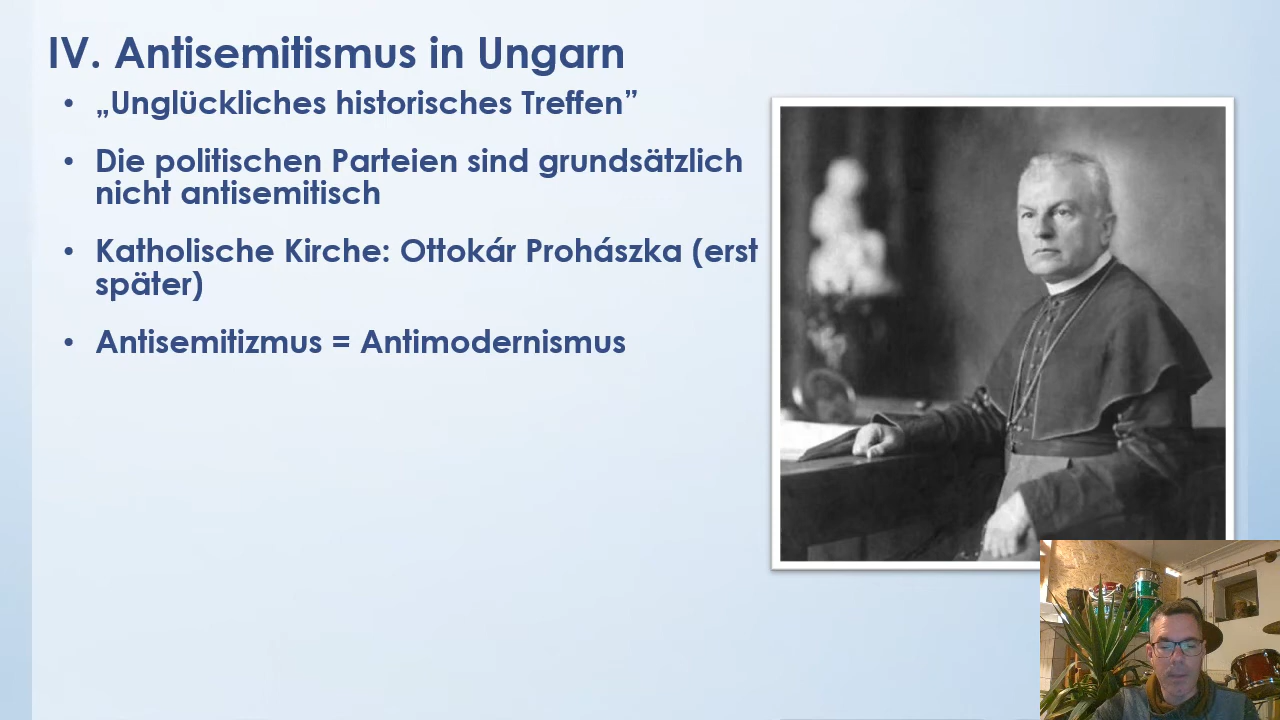 IV. Antisemitismus in Ungarn
• „Unglückliches historisches Treffen”
• Die politischen Parteien sind grundsätzlich
nicht antisemitisch
• Katholische Kirche: Ottokár Prohászka (erst
später)
• Antisemitizmus = Antimodernismus